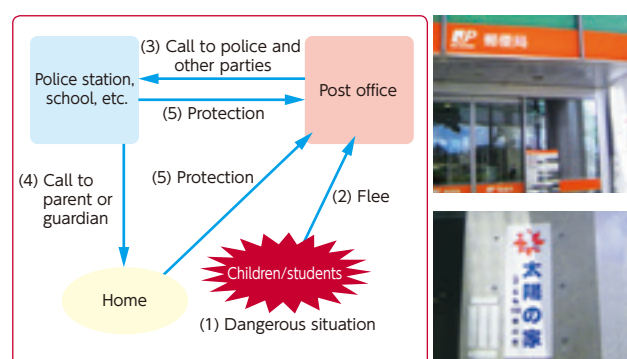 (3) Call to police and
other parties
Police station,
school, etc.
Post office
(5) Protection
(4) Call to
parent or
guardian
(5) Protection
(2) Flee
Children/students
Home
(1) Dangerous situation
郵便局
太陽の家